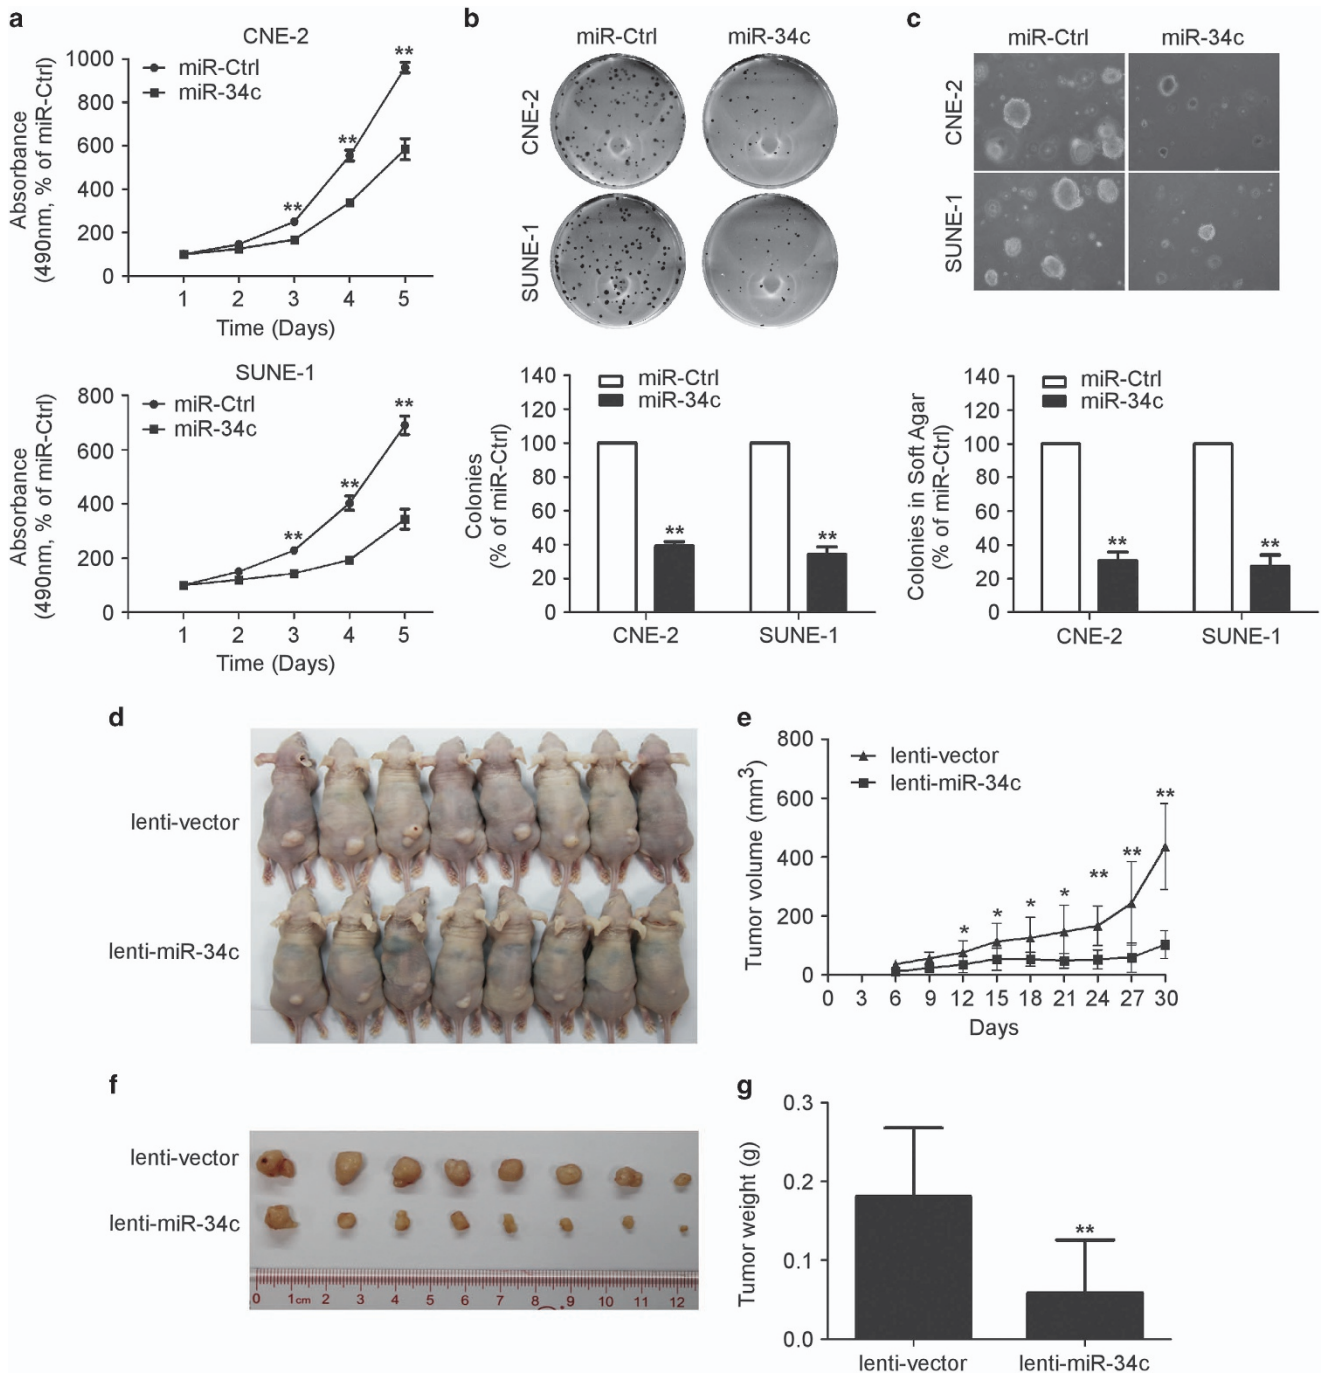 a
CNE-2
1000
800
600
400
200
0
miR-Ctrl
miR-34c
**
**
**
Absorbance
(490nm, % of miR-Ctrl)
1 2 3 4 5
Time (Days)
SUNE-1
800
600
400
200
0
miR-Ctrl
miR-34c
**
**
**
Absorbance
(490nm, % of miR-Ctrl)
1 2 3 4 5
Time (Days)
b
miR-Ctrl miR-34c
CNE-2
SUNE-1
140
120
100
80
60
40
20
0
miR-Ctrl
miR-34c
Colonies
(% of miR-Ctrl)
** **
CNE-2 SUNE-1
c
miR-Ctrl miR-34c
CNE-2
SUNE-1
140
120
100
80
60
40
20
0
miR-Ctrl
miR-34c
Colonies in Soft Agar
(% of miR-Ctrl)
** **
CNE-2 SUNE-1
d
lenti-vector
lenti-miR-34c
e
800
600
400
200
0
lenti-vector
lenti-miR-34c
Tumor volume (mm³)
* * * * ** ** **
0 3 6 9 12 15 18 21 24 27 30
Days
f
lenti-vector
lenti-miR-34c
0 1cm 2 3 4 5 6 7 8 9 10 11 12
g
0.3
0.2
0.1
0.0
Tumor weight (g)
**
lenti-vector lenti-miR-34c